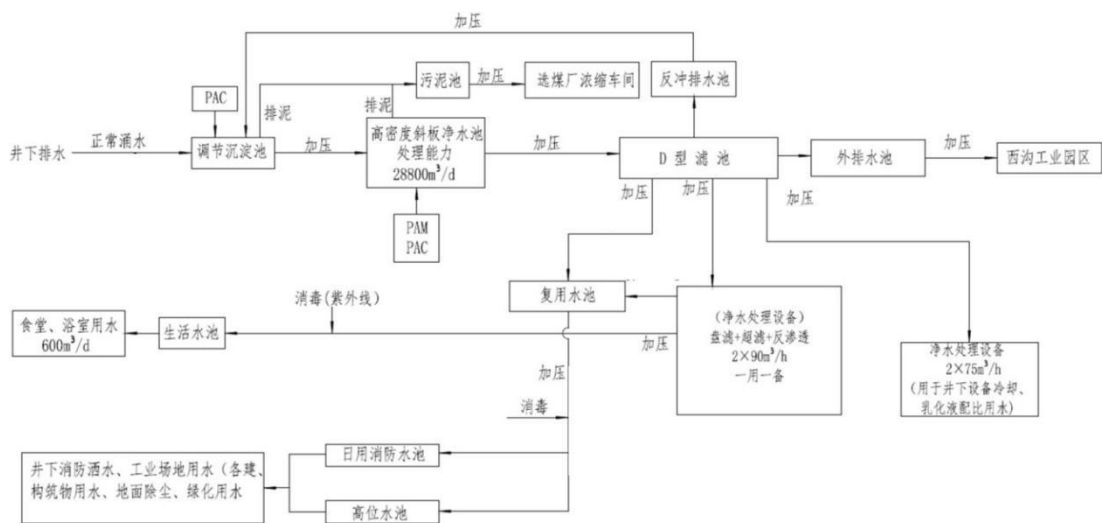 加压
污泥池
加压
选煤厂浓缩车间
反冲排水池
PAC
排泥
排泥
井下排水
正常涌水
调节沉淀池
加压
高密度斜板净水池
处理能力
28800m³/d
加压
D型滤池
外排水池
加压
西沟工业园区
PAM
PAC
加压
加压
加压
复用水池
消毒(紫外线)
食堂、浴室用水
600m³/d
生活水池
加压
(净水处理设备)
盘滤+超滤+反渗透
2×90m³/h
一用一备
净水处理设备
2×75m³/h
(用于井下设备冷却、
乳化液配比用水)
加压
消毒
日用消防水池
井下消防洒水、工业场地用水(各建、
构筑物用水、地面除尘、绿化用水
高位水池